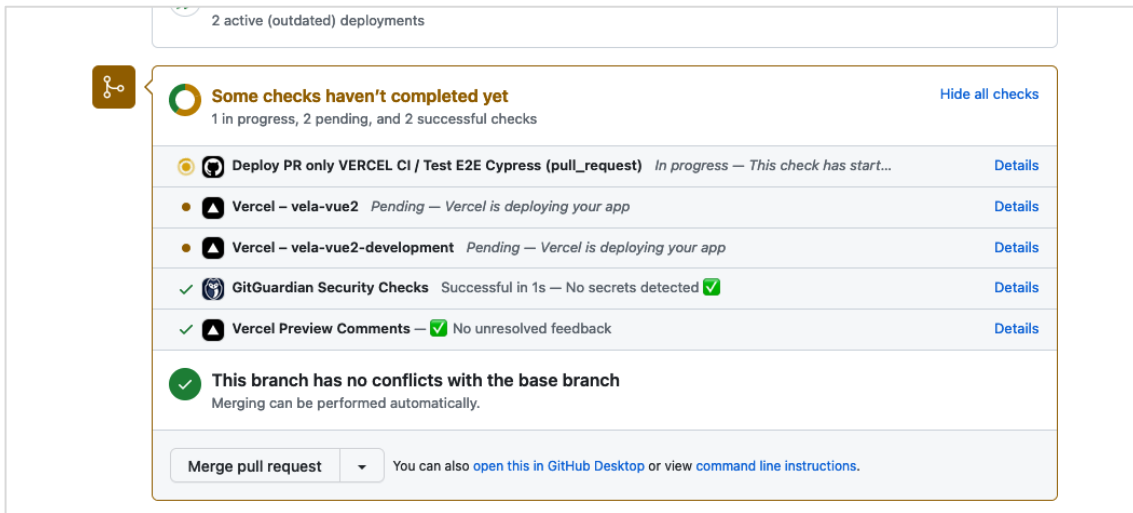 2 active (outdated) deployments
Some checks haven’t completed yet
Hide all checks
1 in progress, 2 pending, and 2 successful checks
Deploy PR only VERCEL CI / Test E2E Cypress (pull_request) In progress — This check has start... Details
Vercel – vela-vue2 Pending — Vercel is deploying your app Details
Vercel – vela-vue2-development Pending — Vercel is deploying your app Details
GitGuardian Security Checks Successful in 1s — No secrets detected ✅ Details
Vercel Preview Comments — ✅ No unresolved feedback Details
This branch has no conflicts with the base branch
Merging can be performed automatically.
Merge pull request You can also open this in GitHub Desktop or view command line instructions.